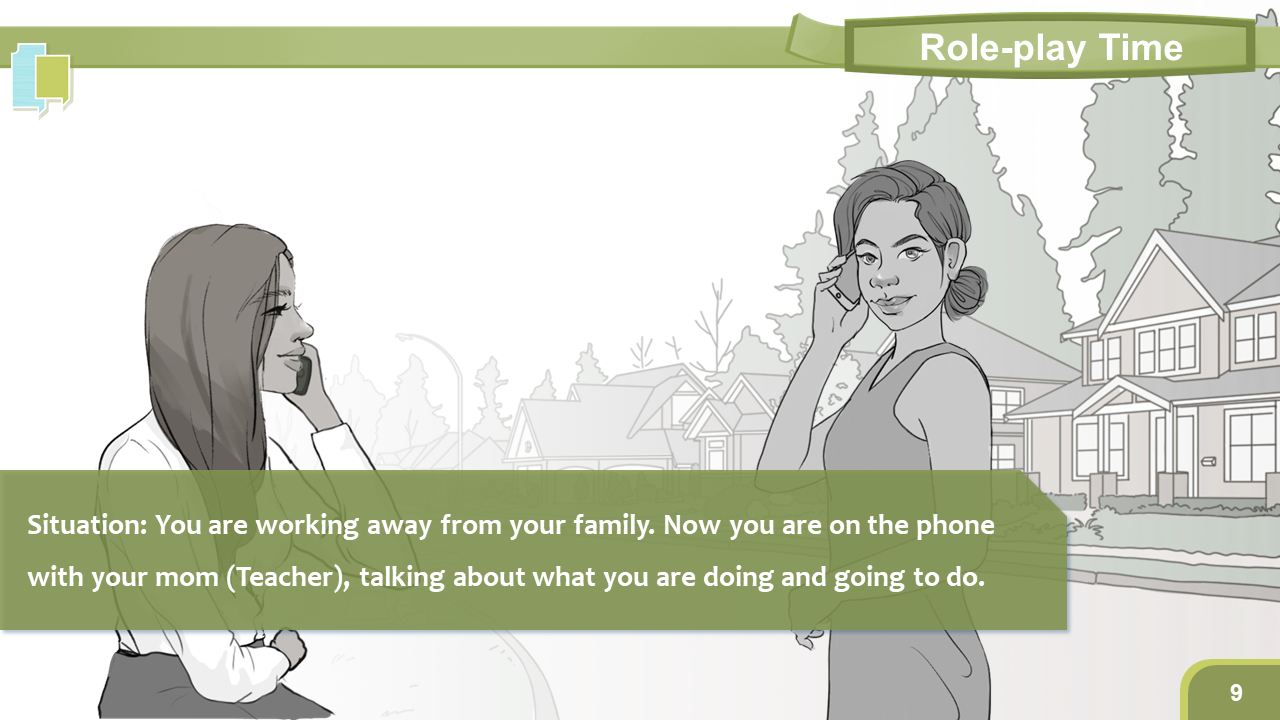 Role-play Time
Situation: You are working away from your family. Now you are on the phone
with your mom (Teacher), talking about what you are doing and going to do.
9